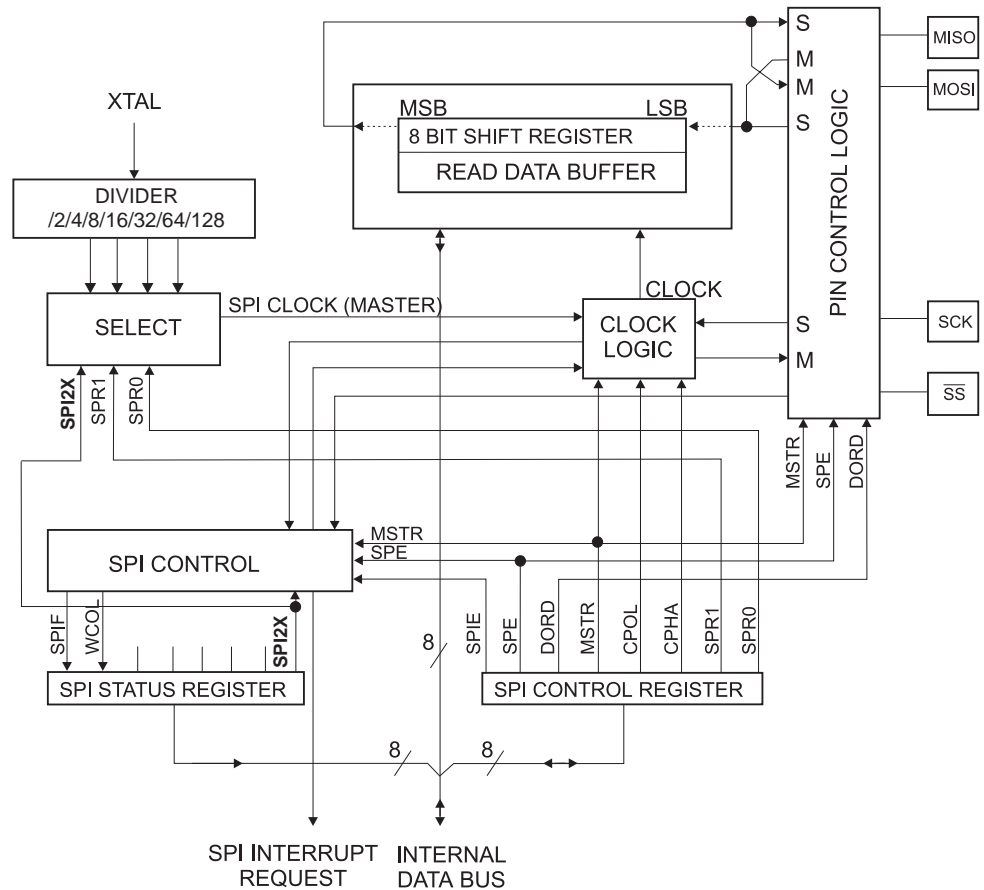 S
MISO
M
M
MOSI
XTAL
MSB
LSB
S
8 BIT SHIFT REGISTER
READ DATA BUFFER
DIVIDER
/2/4/8/16/32/64/128
PIN CONTROL LOGIC
SPI CLOCK (MASTER)
CLOCK
SELECT
CLOCK
LOGIC
S
SCK
M
SPI2X
SPR1
SPR0
SS
MSTR
SPE
DORD
MSTR
SPE
SPI CONTROL
SPIF
WCOL
SPI2X
8
SPIE
SPE
DORD
MSTR
CPOL
CPHA
SPR1
SPR0
SPI STATUS REGISTER
SPI CONTROL REGISTER
8
8
SPI INTERRUPT
REQUEST
INTERNAL
DATA BUS